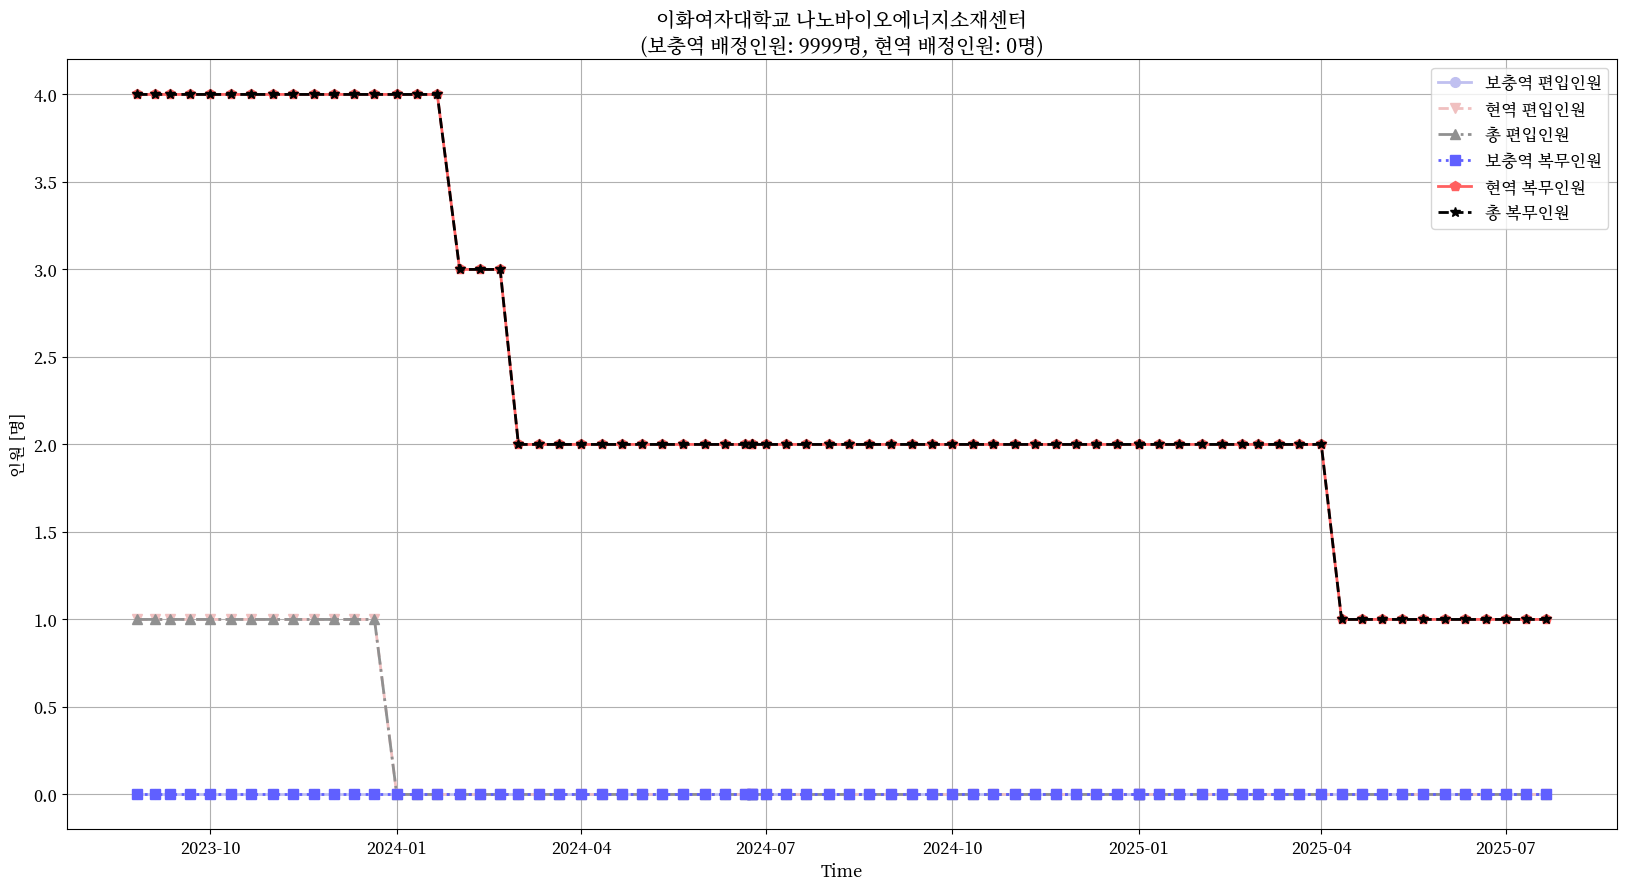 이화여자대학교 나노바이오에너지소재센터
(보충역 배정인원: 9999명, 현역 배정인원: 0명)
보충역 편입인원
현역 편입인원
총 편입인원
보충역 복무인원
현역 복무인원
총 복무인원
4.0
3.5
3.0
2.5
2.0
1.5
1.0
0.5
0.0
인원 [명]
2023-10
2024-01
2024-04
2024-07
2024-10
2025-01
2025-04
2025-07
Time